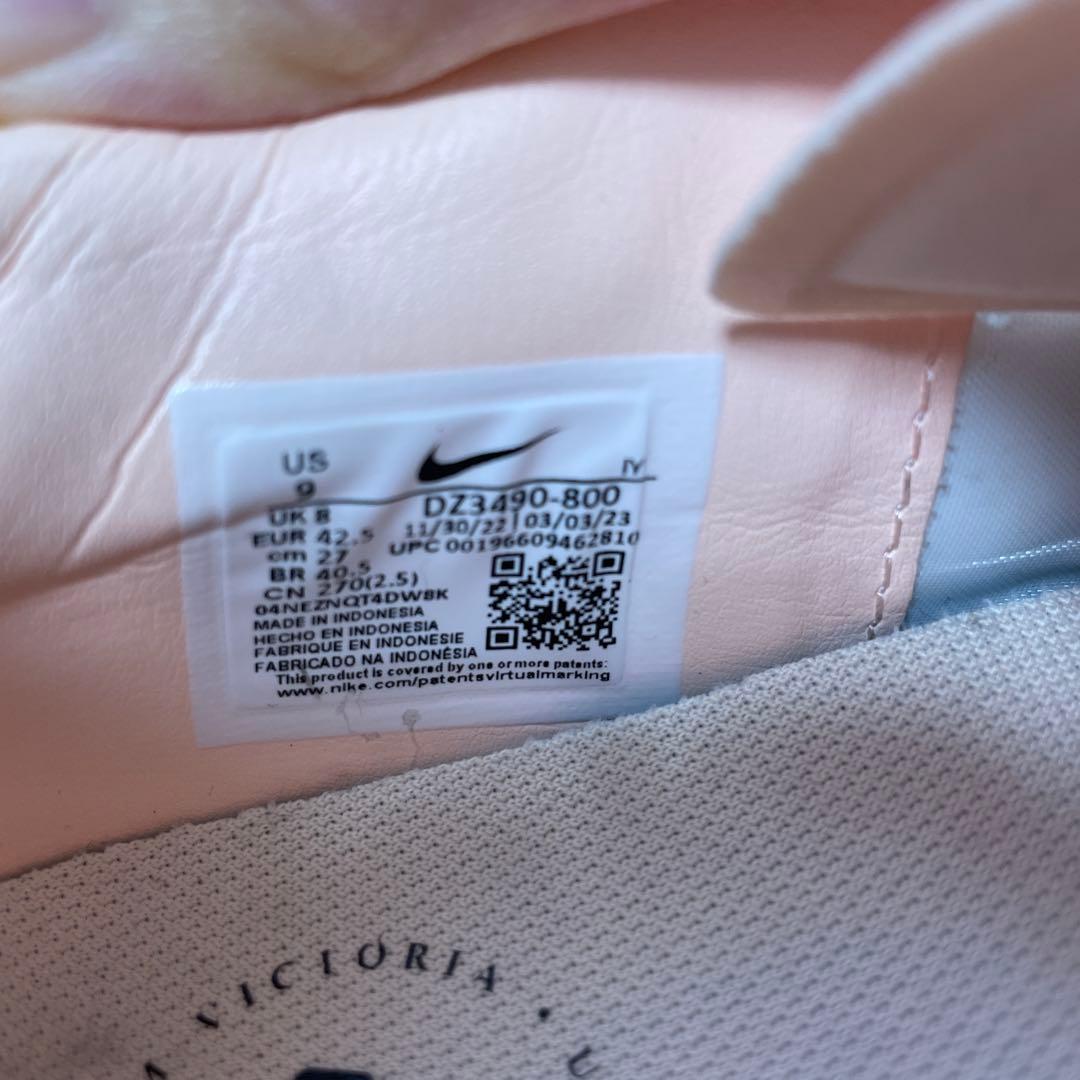 US
9
IY
UK 8
DZ3490-800
EUR 42.5
11/30/22 03/03/23
cm 27
UPC 00196609462810
BR 40.5
CN 270(2.5)
04NEZNQT4DW8K
MADE IN INDONESIA
HECHO EN INDONESIA
FABRIQUE EN INDONESIE
FABRICADO NA INDONÉSIA
This product is covered by one or more patents:
www.nike.com/patentsvirtualmarking
VICTORIA ·